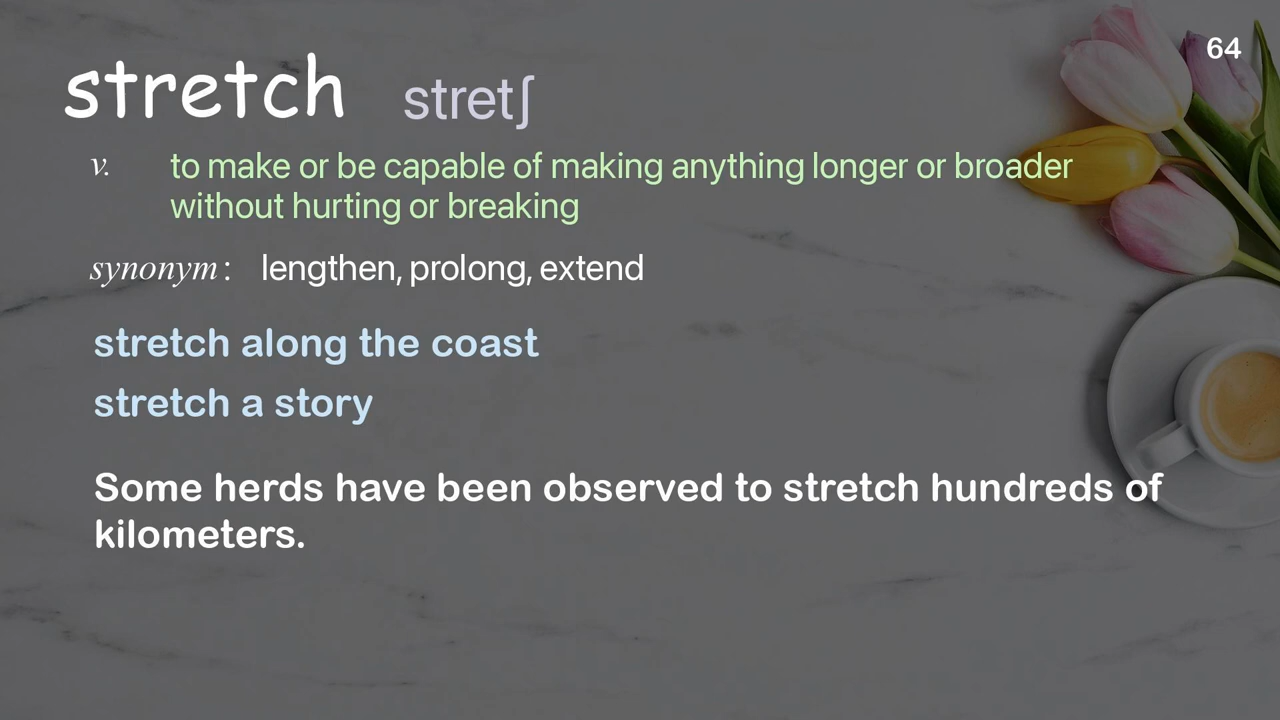 64
stretch stretʃ
v. to make or be capable of making anything longer or broader
without hurting or breaking
synonym: lengthen, prolong, extend
stretch along the coast
stretch a story
Some herds have been observed to stretch hundreds of
kilometers.